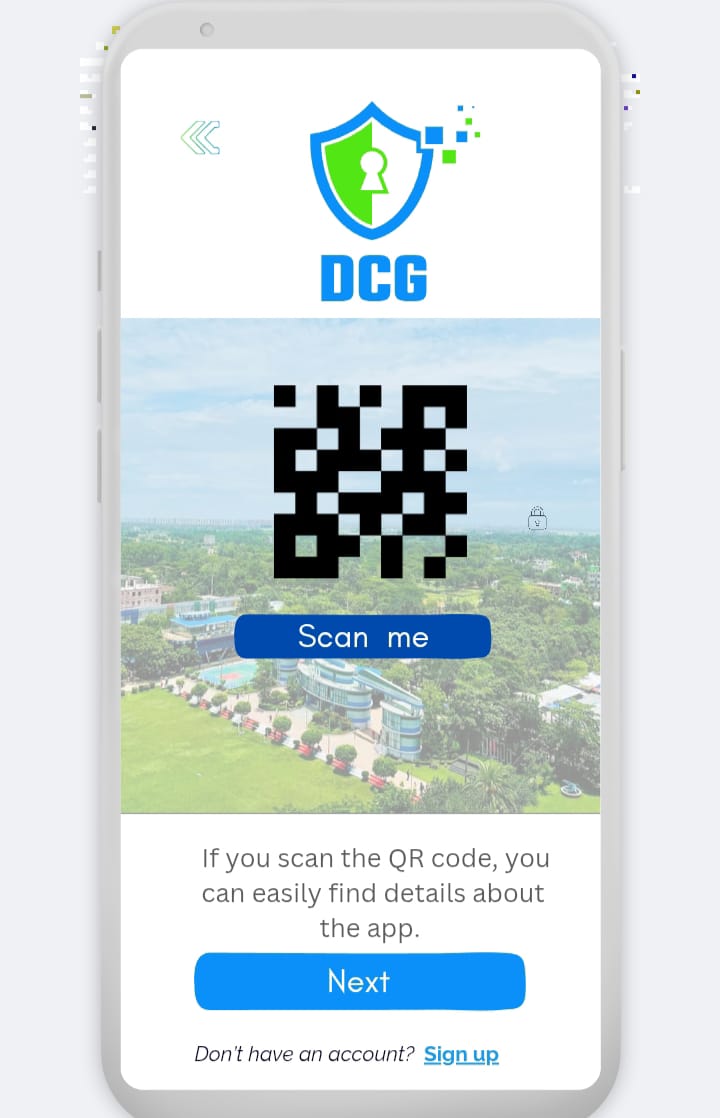 DCG
Scan me
If you scan the QR code, you
can easily find details about
the app.
Next
Don't have an account? Sign up